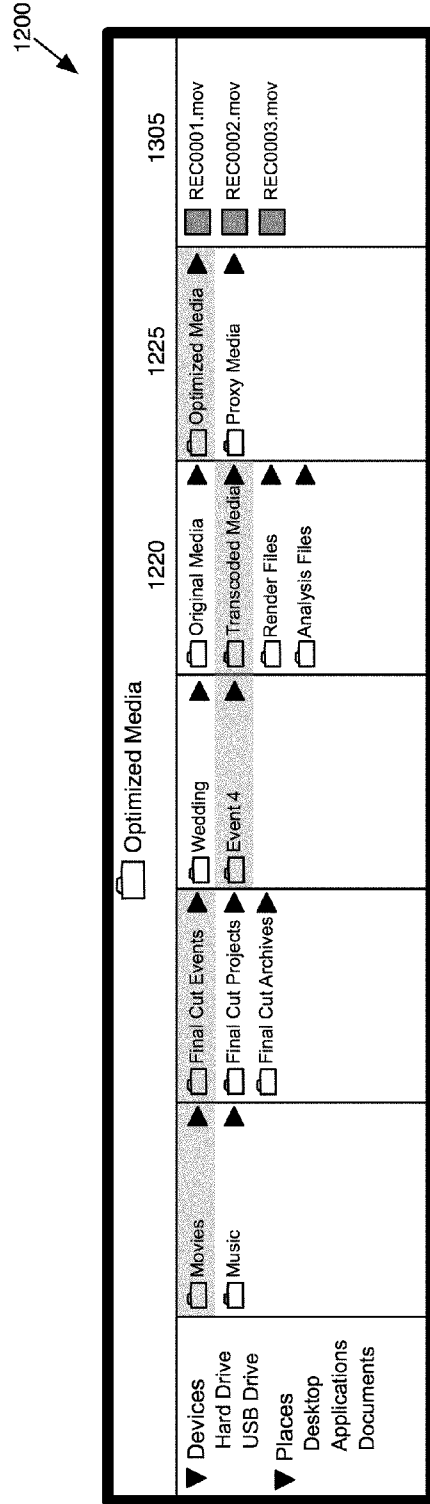 1200
Optimized Media
1220
1225
1305
Devices
Hard Drive
USB Drive
Places
Desktop
Applications
Documents
Movies
Music
Final Cut Events
Final Cut Projects
Final Cut Archives
Wedding
Event 4
Original Media
Transcoded Media
Render Files
Analysis Files
Optimized Media
Proxy Media
REC0001.mov
REC0002.mov
REC0003.mov